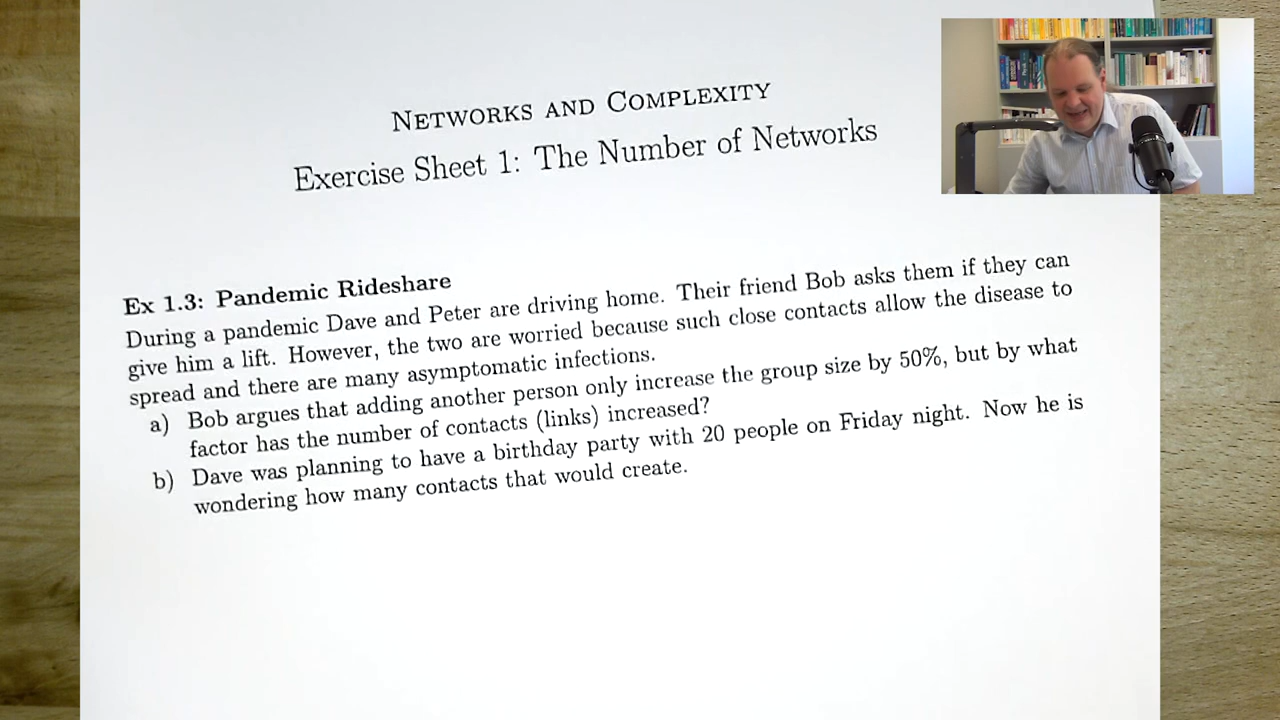 NETWORKS AND COMPLEXITY
Exercise Sheet 1: The Number of Networks
Ex 1.3: Pandemic Rideshare
During a pandemic Dave and Peter are driving home. Their friend Bob asks them if they can
give him a lift. However, the two are worried because such close contacts allow the disease to
spread and there are many asymptomatic infections.
a) Bob argues that adding another person only increase the group size by 50%, but by what
factor has the number of contacts (links) increased?
b) Dave was planning to have a birthday party with 20 people on Friday night. Now he is
wondering how many contacts that would create.